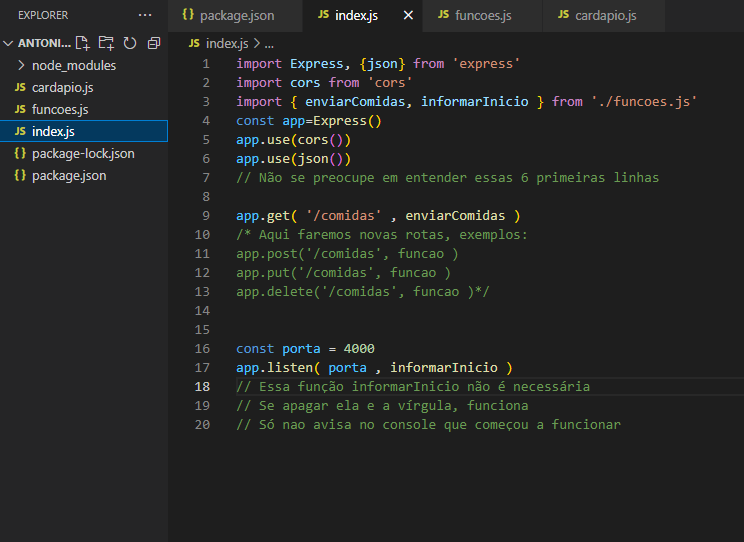 EXPLORER ···
ANTONI...
node_modules
JS cardapio.js
JS funcoes.js
JS index.js
{} package-lock.json
{} package.json
{} package.json JS index.js × JS funcoes.js JS cardapio.js
JS index.js > ...
1 import Express, {json} from 'express'
2 import cors from 'cors'
3 import { enviarComidas, informarInicio } from './funcoes.js'
4 const app=Express()
5 app.use(cors())
6 app.use(json())
7 // Não se preocupe em entender essas 6 primeiras linhas
8
9 app.get( '/comidas' , enviarComidas )
10 /* Aqui faremos novas rotas, exemplos:
11 app.post('/comidas', funcao )
12 app.put('/comidas', funcao )
13 app.delete('/comidas', funcao )*/
14
15
16 const porta = 4000
17 app.listen( porta , informarInicio )
18 // Essa função informarInicio não é necessária
19 // Se apagar ela e a vírgula, funciona
20 // Só nao avisa no console que começou a funcionar